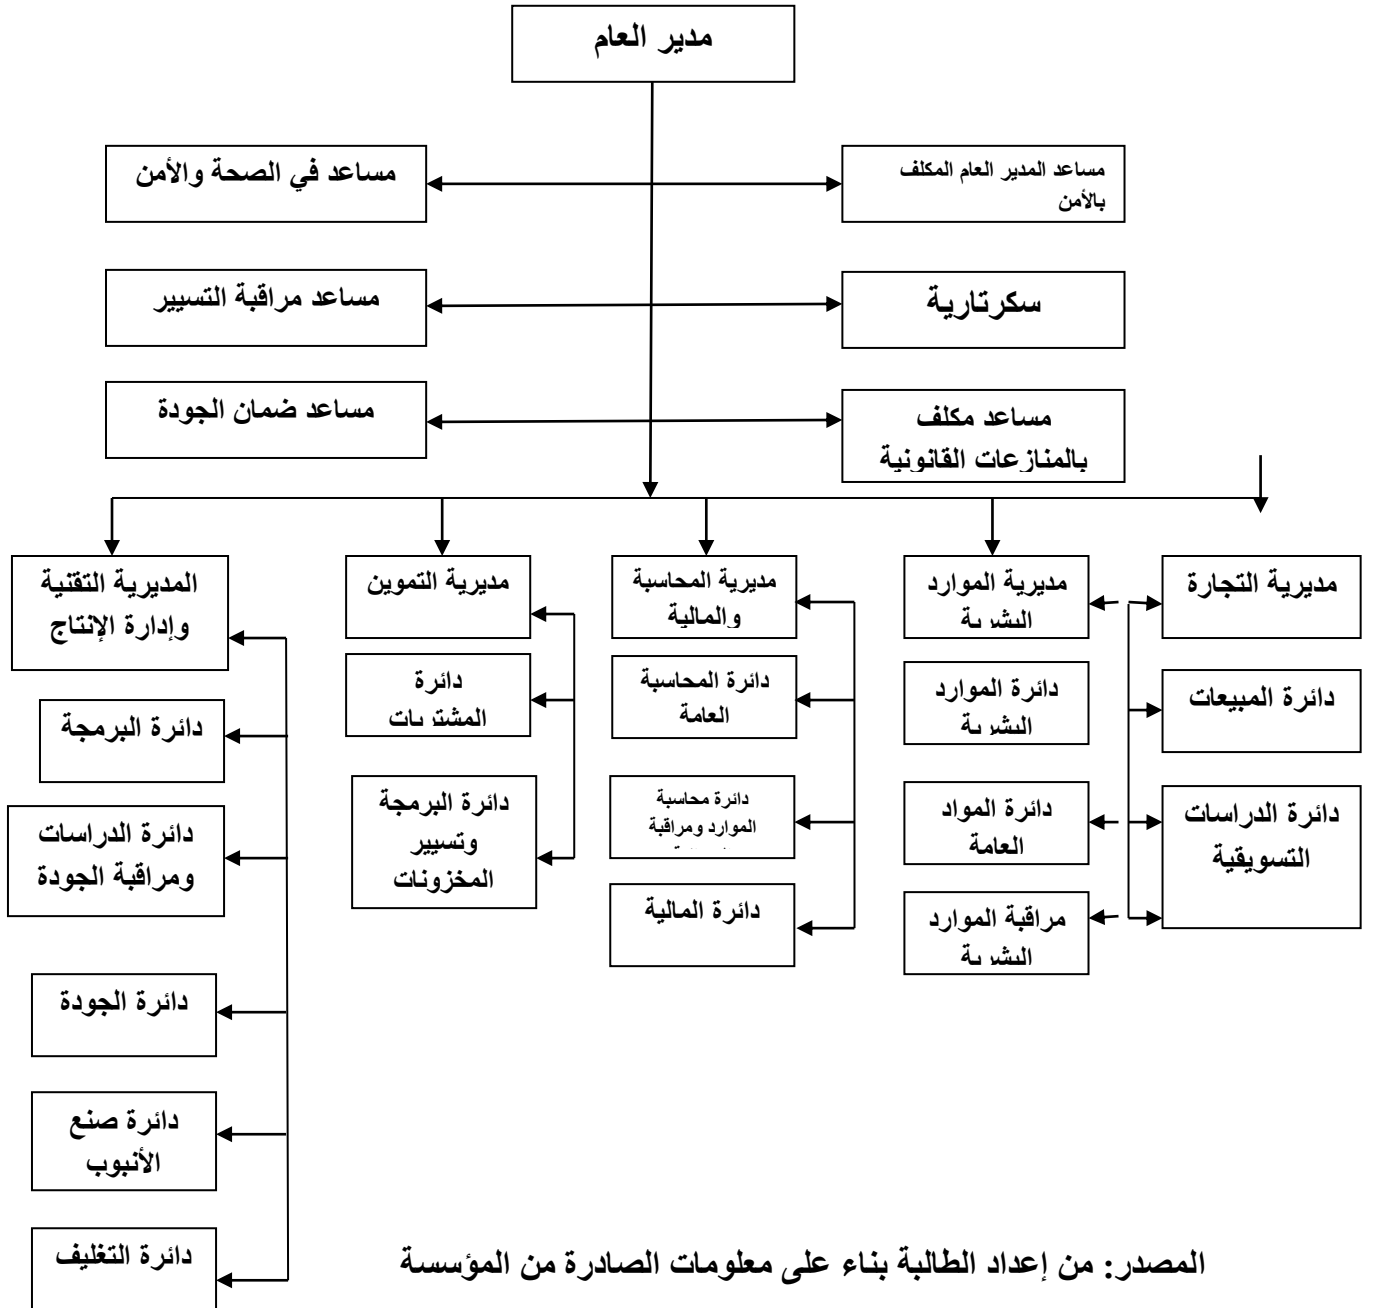 مدير العام
مساعد المدير العام المكلف
بالأمن
مساعد في الصحة والأمن
سكرتارية
مساعد مراقبة التسيير
مساعد مكلف
بالمنازعات القانونية
مساعد ضمان الجودة
مديرية التجارة
مديرية الموارد
البشرية
مديرية المحاسبة
والمالية
مديرية التموين
المديرية التقنية
وإدارة الإنتاج
دائرة المبيعات
دائرة الموارد
البشرية
دائرة المحاسبة
العامة
دائرة
المشتريات
دائرة البرمجة
دائرة الدراسات
التسويقية
دائرة المواد
العامة
دائرة محاسبة
الموارد ومراقبة
دائرة البرمجة
وتسيير
المخزونات
دائرة الدراسات
ومراقبة الجودة
مراقبة الموارد
البشرية
دائرة المالية
دائرة الجودة
دائرة صنع
الأنبوب
دائرة التغليف
المصدر: من إعداد الطالبة بناء على معلومات الصادرة من المؤسسة